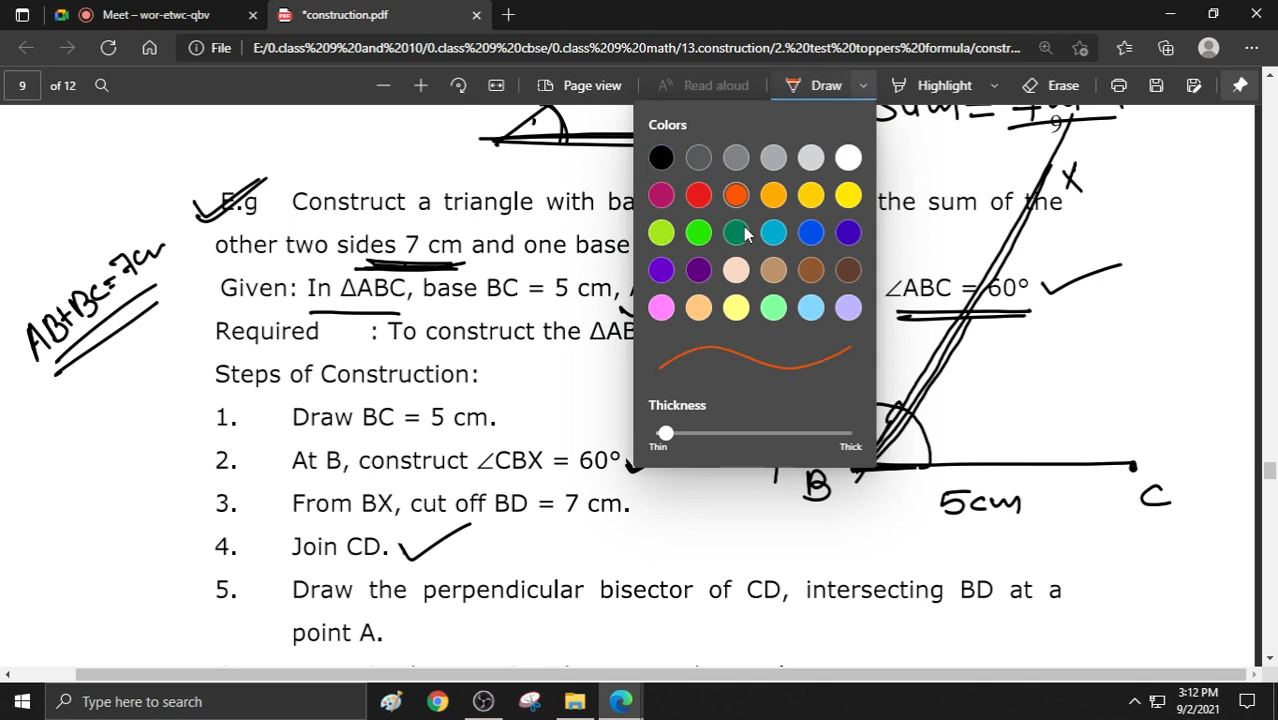 Meet – wor-etwc-qbv
*construction.pdf
File E:/0.class%209%20and%2010/0.class%209%20cbse/0.class%209%20math/13.construction/2.%20test%20toppers%20formula/constr...
9 of 12 Page view Read aloud Draw Highlight Erase
Colors
Thickness
Thin Thick
Sum =
9
E.g Construct a triangle with ba the sum of the
other two sides 7 cm and one base
Given: In ΔABC, base BC = 5 cm, ∠ABC = 60°
Required : To construct the ΔAB
Steps of Construction:
1. Draw BC = 5 cm.
2. At B, construct ∠CBX = 60°
3. From BX, cut off BD = 7 cm.
4. Join CD.
5. Draw the perpendicular bisector of CD, intersecting BD at a
point A.
AB+BC=7cm
X
B
5cm
C
Type here to search
3:12 PM
9/2/2021